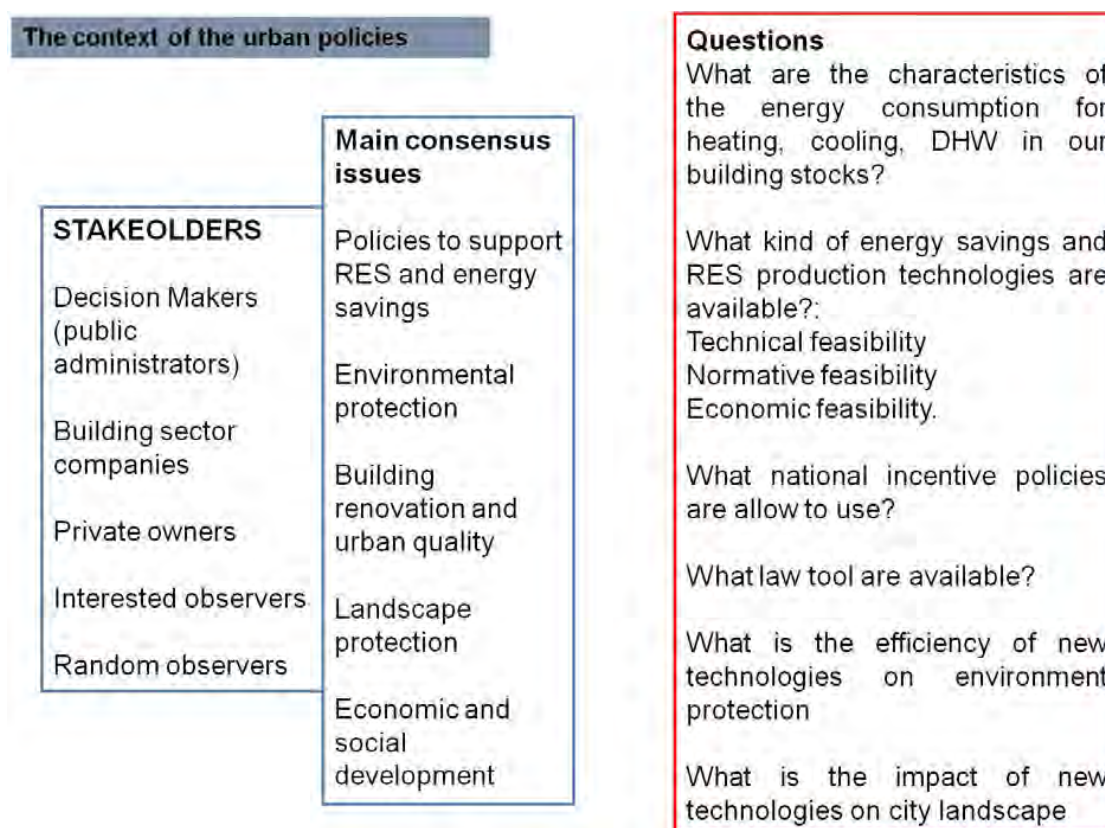 The context of the urban policies
STAKEOLDERS
Decision Makers
(public
administrators)
Building sector
companies
Private owners
Interested observers
Random observers
Main consensus
issues
Policies to support
RES and energy
savings
Environmental
protection
Building
renovation and
urban quality
Landscape
protection
Economic and
social
development
Questions
What are the characteristics of
the energy consumption for
heating, cooling, DHW in our
building stocks?
What kind of energy savings and
RES production technologies are
available?:
Technical feasibility
Normative feasibility
Economic feasibility.
What national incentive policies
are allow to use?
What law tool are available?
What is the efficiency of new
technologies on environment
protection
What is the impact of new
technologies on city landscape